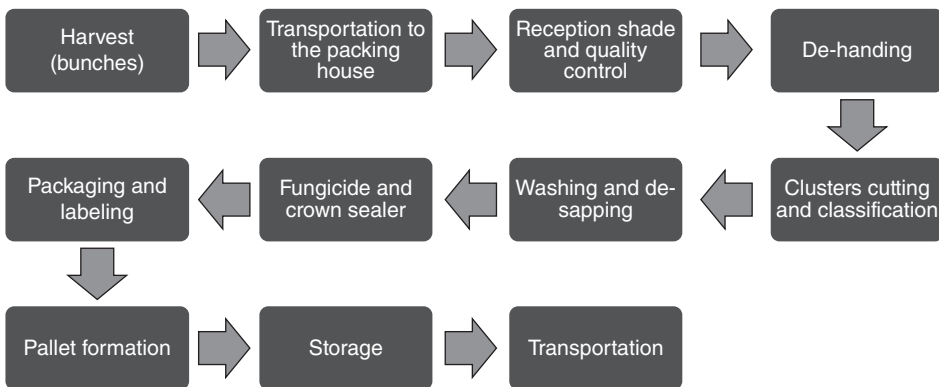 Harvest
(bunches)
Transportation to
the packing
house
Reception shade
and quality
control
De-handing
Clusters cutting
and classification
Washing and de-
sapping
Fungicide and
crown sealer
Packaging and
labeling
Pallet formation
Storage
Transportation